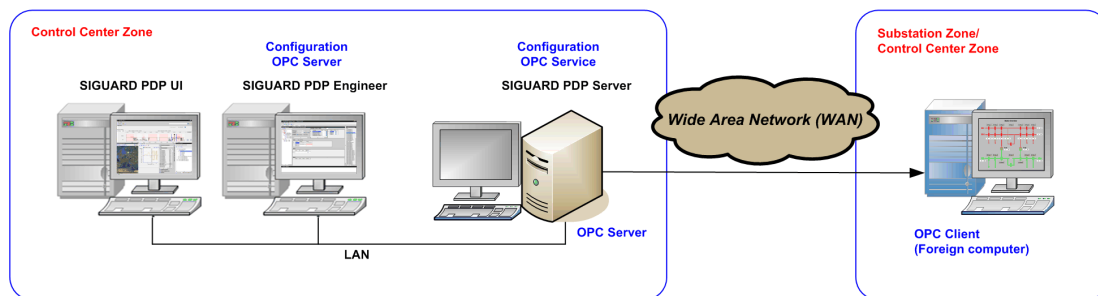 Control Center Zone
Configuration
OPC Server
SIGUARD PDP UI
SIGUARD PDP Engineer
Configuration
OPC Service
SIGUARD PDP Server
OPC Server
LAN
Wide Area Network (WAN)
Substation Zone/
Control Center Zone
OPC Client
(Foreign computer)